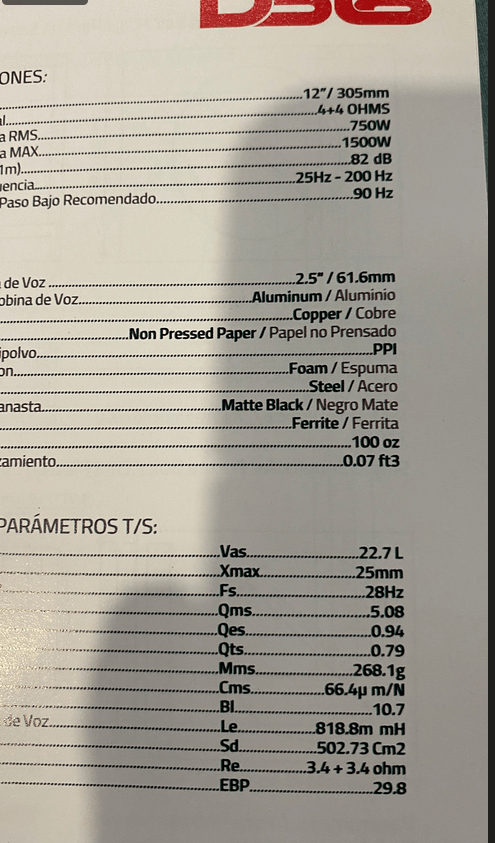 DS18
ONES:
12"/ 305mm
al 4+4 OHMS
a RMS 750W
a MAX 1500W
1m) 82 dB
uencia 25Hz - 200 Hz
Paso Bajo Recomendado 90 Hz
de Voz 2.5" / 61.6mm
obina de Voz Aluminum / Aluminio
Copper / Cobre
Non Pressed Paper / Papel no Prensado
ipolvo PPI
on Foam / Espuma
Steel / Acero
anasta Matte Black / Negro Mate
Ferrite / Ferrita
100 oz
zamiento 0.07 ft3
PARÁMETROS T/S:
Vas 22.7 L
Xmax 25mm
Fs 28Hz
Qms 5.08
Qes 0.94
Qts 0.79
Mms 268.1g
Cms 66.4µ m/N
Bl 10.7
de Voz Le 818.8m mH
Sd 502.73 Cm2
Re 3.4 + 3.4 ohm
EBP 29.8